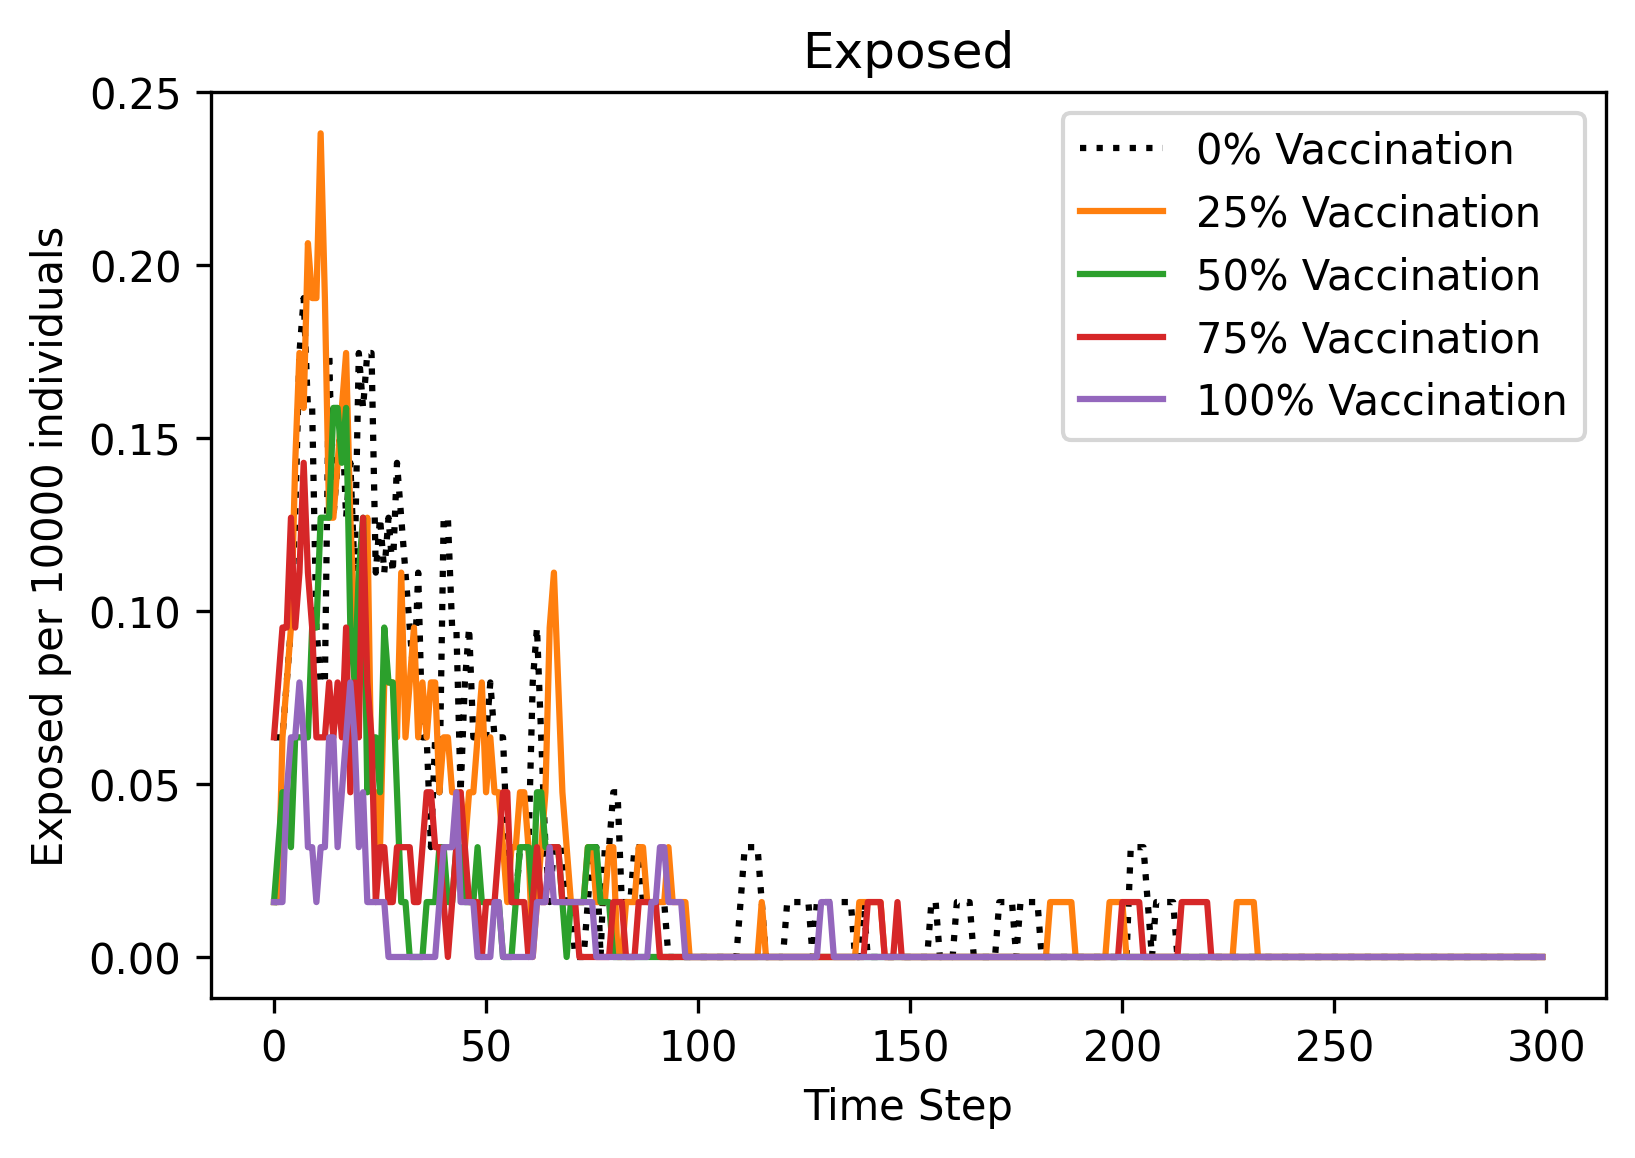 Exposed
0.25
0.20
0.15
0.10
0.05
0.00
Exposed per 10000 individuals
0% Vaccination
25% Vaccination
50% Vaccination
75% Vaccination
100% Vaccination
0 50 100 150 200 250 300
Time Step